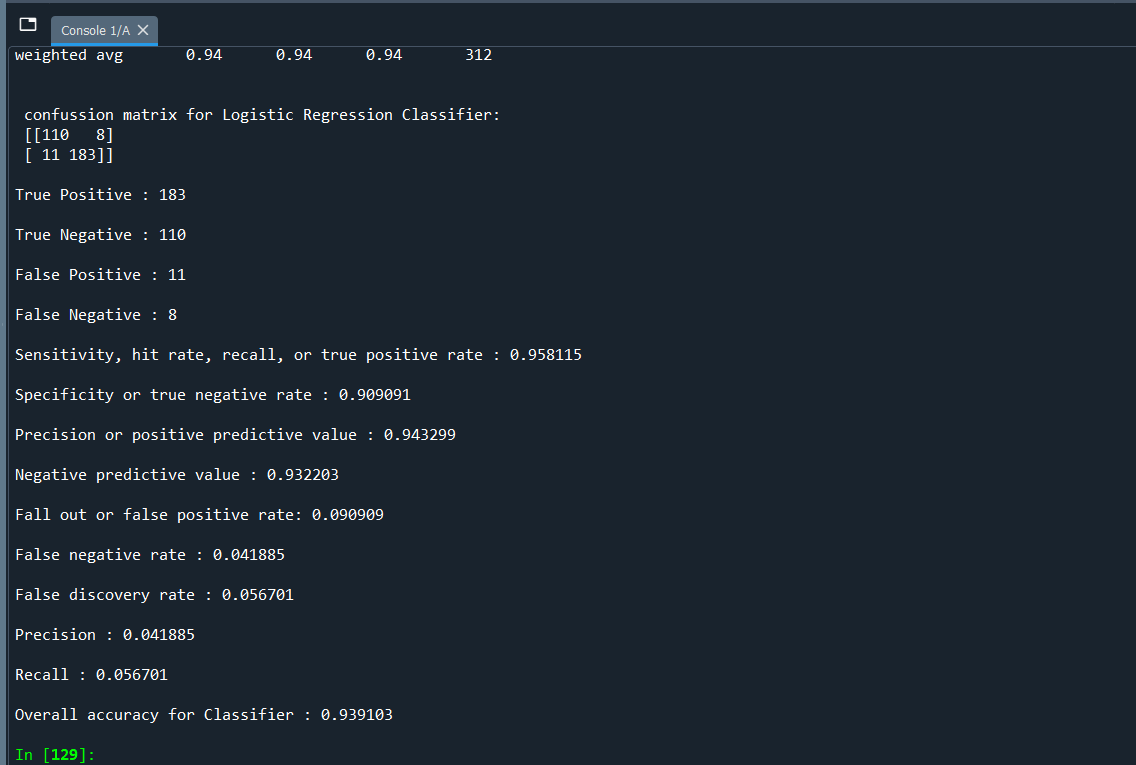 Console 1/A
weighted avg 0.94 0.94 0.94 312
confussion matrix for Logistic Regression Classifier:
[[110 8]
[ 11 183]]
True Positive : 183
True Negative : 110
False Positive : 11
False Negative : 8
Sensitivity, hit rate, recall, or true positive rate : 0.958115
Specificity or true negative rate : 0.909091
Precision or positive predictive value : 0.943299
Negative predictive value : 0.932203
Fall out or false positive rate: 0.090909
False negative rate : 0.041885
False discovery rate : 0.056701
Precision : 0.041885
Recall : 0.056701
Overall accuracy for Classifier : 0.939103
In [129]: